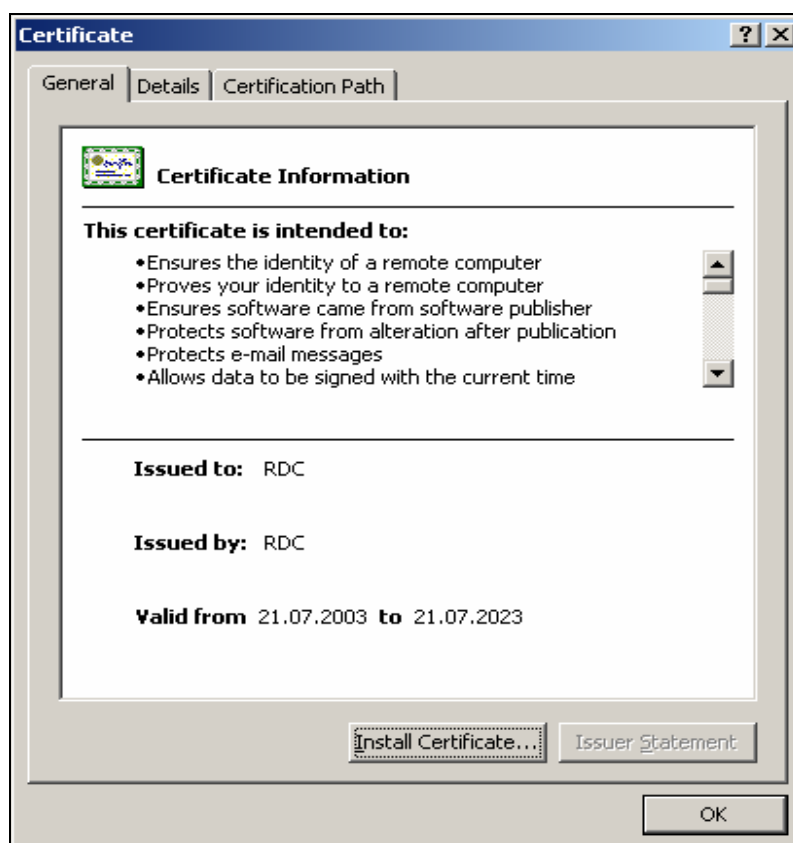 Certificate
General Details Certification Path
Certificate Information
This certificate is intended to:
•Ensures the identity of a remote computer
•Proves your identity to a remote computer
•Ensures software came from software publisher
•Protects software from alteration after publication
•Protects e-mail messages
•Allows data to be signed with the current time
Issued to: RDC
Issued by: RDC
Valid from 21.07.2003 to 21.07.2023
Install Certificate... Issuer Statement
OK